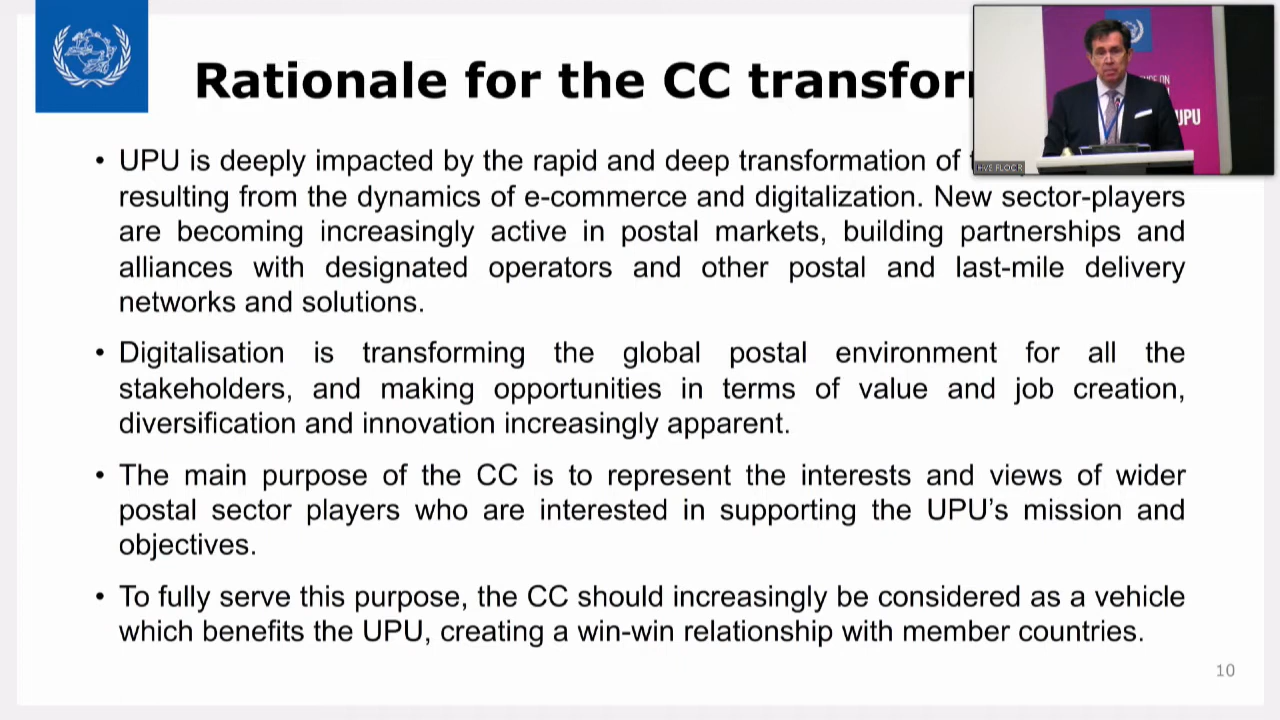 Rationale for the CC transfor
• UPU is deeply impacted by the rapid and deep transformation of
resulting from the dynamics of e-commerce and digitalization. New sector-players
are becoming increasingly active in postal markets, building partnerships and
alliances with designated operators and other postal and last-mile delivery
networks and solutions.
• Digitalisation is transforming the global postal environment for all the
stakeholders, and making opportunities in terms of value and job creation,
diversification and innovation increasingly apparent.
• The main purpose of the CC is to represent the interests and views of wider
postal sector players who are interested in supporting the UPU’s mission and
objectives.
• To fully serve this purpose, the CC should increasingly be considered as a vehicle
which benefits the UPU, creating a win-win relationship with member countries.
10
UPU